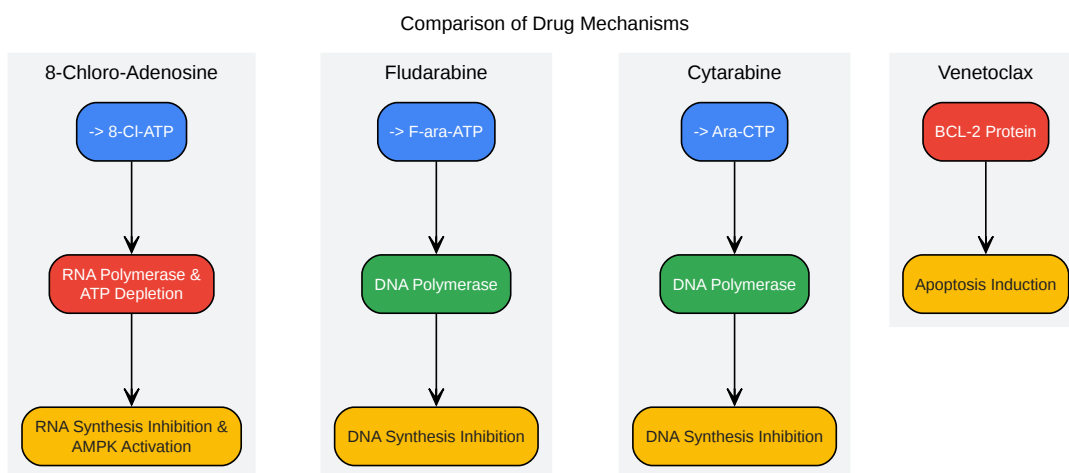 Comparison of Drug Mechanisms
8-Chloro-Adenosine
-> 8-Cl-ATP
RNA Polymerase &
ATP Depletion
RNA Synthesis Inhibition &
AMPK Activation
Fludarabine
-> F-ara-ATP
DNA Polymerase
DNA Synthesis Inhibition
Cytarabine
-> Ara-CTP
DNA Polymerase
DNA Synthesis Inhibition
Venetoclax
BCL-2 Protein
Apoptosis Induction